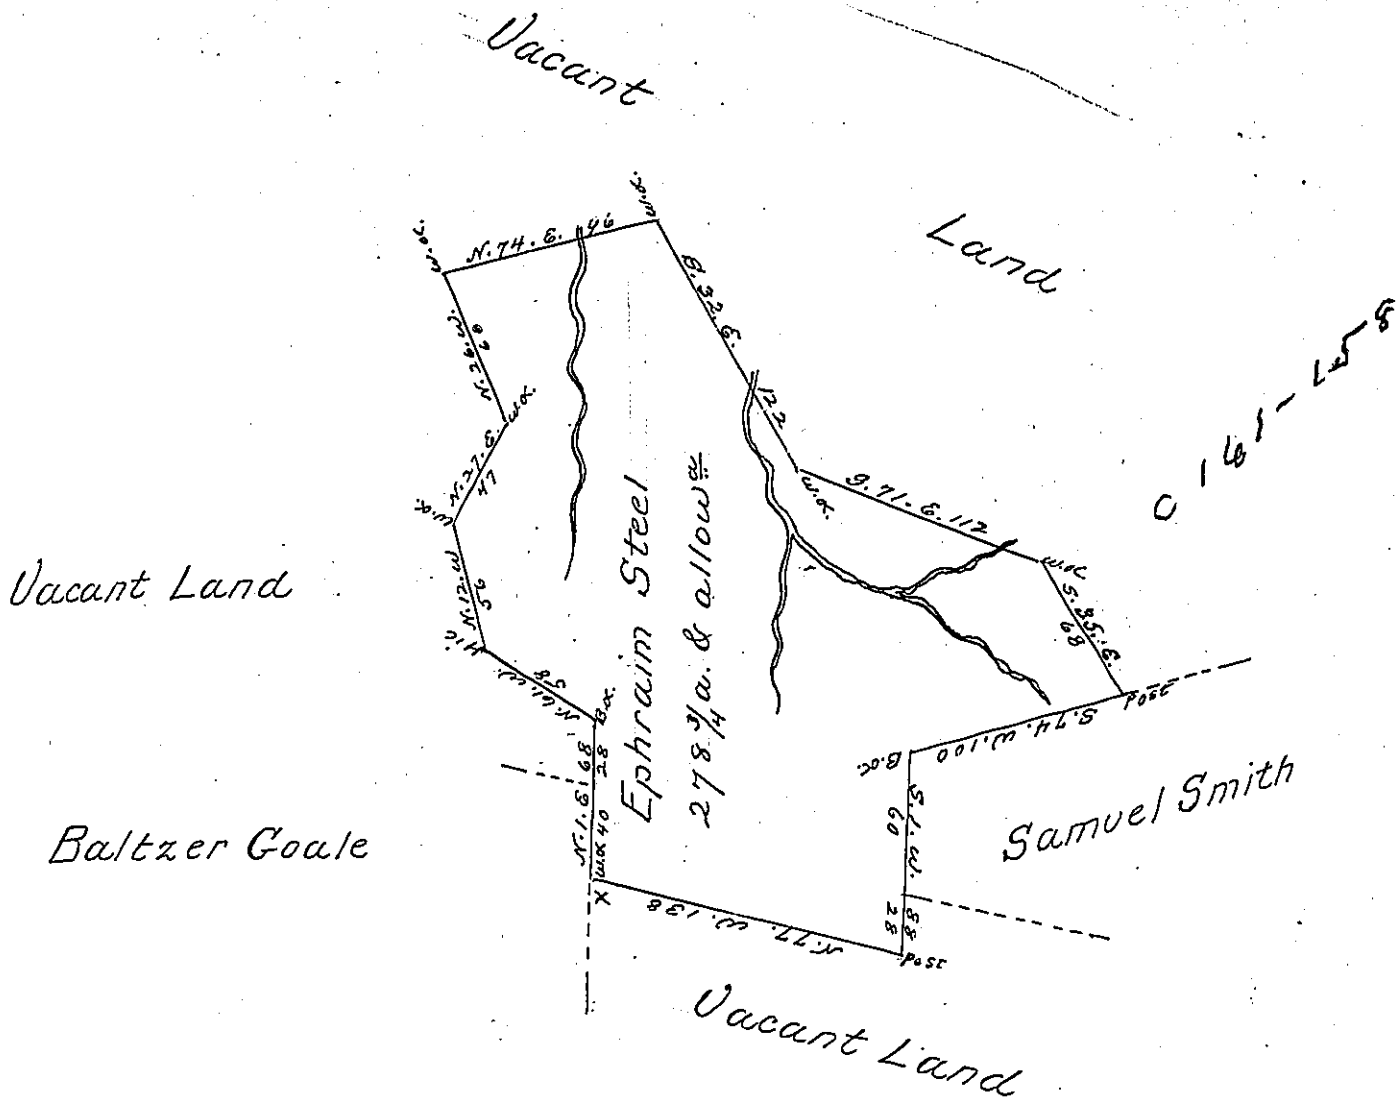 Vacant
Land
w.o.
N. 74. E. 96
w.o.
S. 32. E.
122
N. 26. W.
w.o.
N. 27. E.
47
w.o.
N. 12. W
56
Hic
N. 61. W.
58
B.o.
N. 1. E. 68
28
w.o 40
X
N. 77. W. 138
post
88
28
S. 1. W.
60
B.o.
S. 74. W. 100
post
S. 35. E.
w.o
S. 71. E. 112
w.o.
C 161-158
Ephraim Steel
278 3/4 a. & allowce
Vacant Land
Baltzer Goale
Samuel Smith
Vacant Land